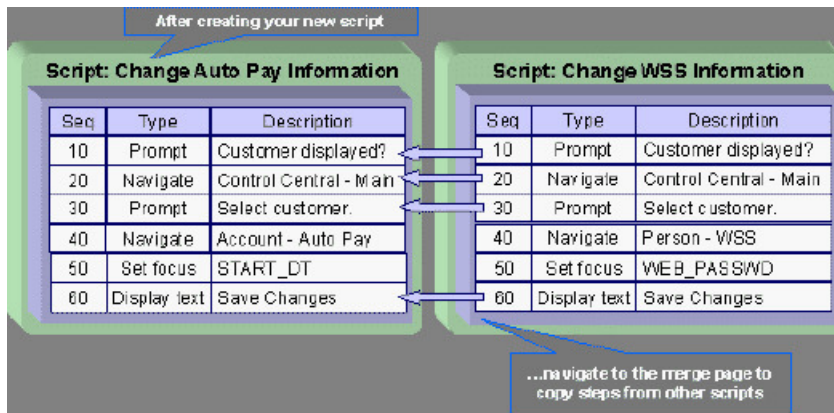 After creating your new script
Script: Change Auto Pay Information
Seq Type Description
10 Prompt Customer displayed?
20 Navigate Control Central - Main
30 Prompt Select customer.
40 Navigate Account - Auto Pay
50 Set focus START_DT
60 Display text Save Changes
Script: Change WSS Information
Seq Type Description
10 Prompt Customer displayed?
20 Navigate Control Central - Main
30 Prompt Select customer.
40 Navigate Person - WSS
50 Set focus WEB_PASSWD
60 Display text Save Changes
...navigate to the merge page to
copy steps from other scripts